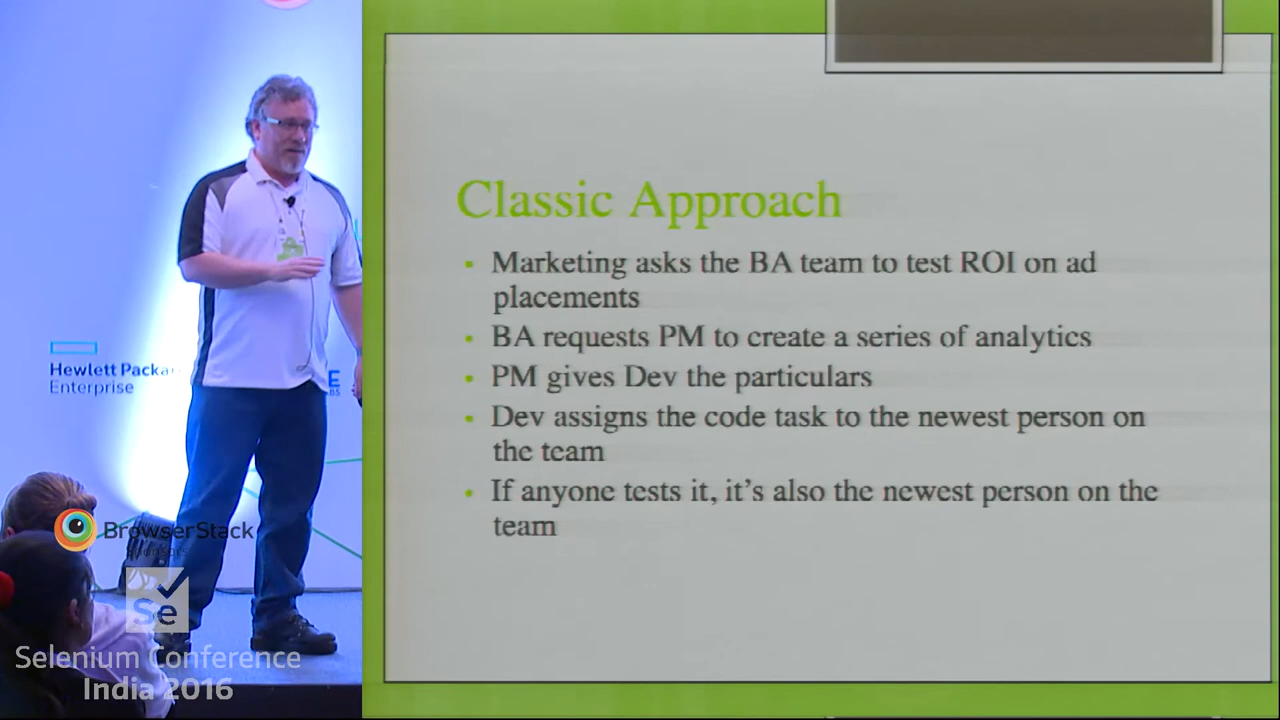 Classic Approach
Marketing asks the BA team to test ROI on ad
placements
BA requests PM to create a series of analytics
PM gives Dev the particulars
Dev assigns the code task to the newest person on
the team
If anyone tests it, it's also the newest person on the
team
Enterprise
BrowserStack
Sponsors
Se
Selenium Conference
India 2016